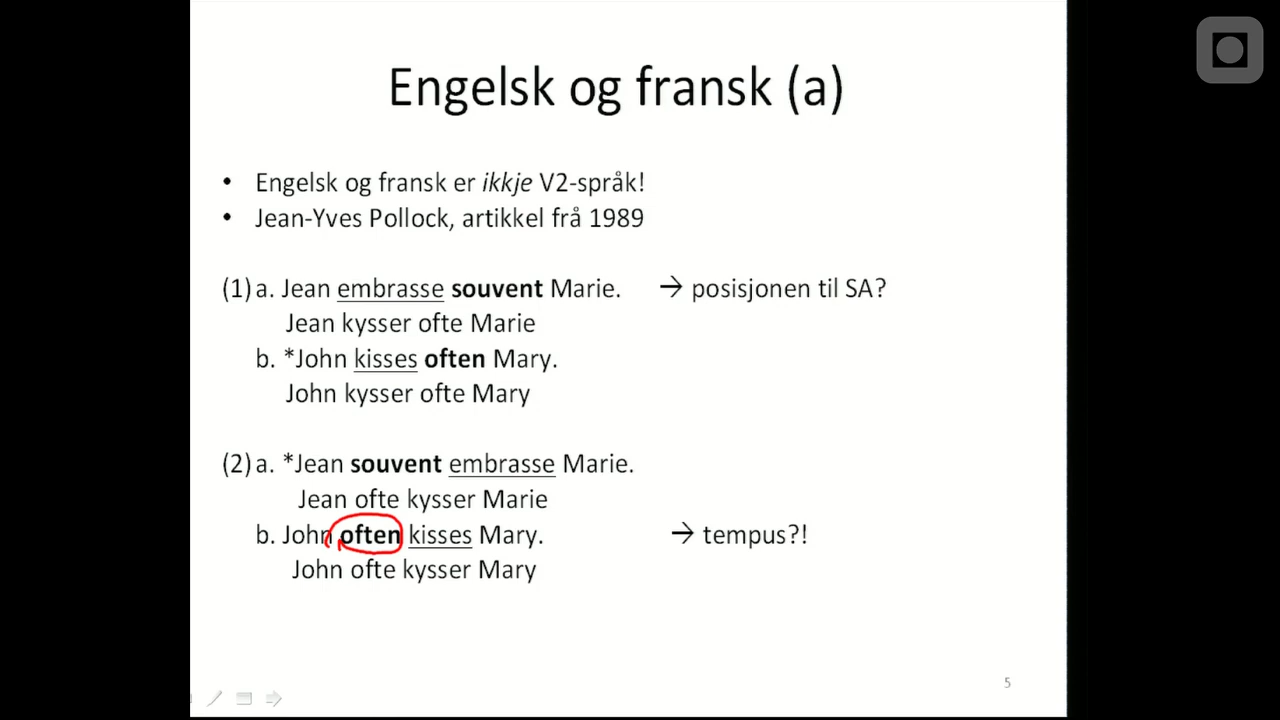 Engelsk og fransk (a)
• Engelsk og fransk er ikkje V2-språk!
• Jean-Yves Pollock, artikkel frå 1989
(1) a. Jean embrasse souvent Marie. → posisjonen til SA?
Jean kysser ofte Marie
b. *John kisses often Mary.
John kysser ofte Mary
(2) a. *Jean souvent embrasse Marie.
Jean ofte kysser Marie
b. John often kisses Mary. → tempus?!
John ofte kysser Mary
5